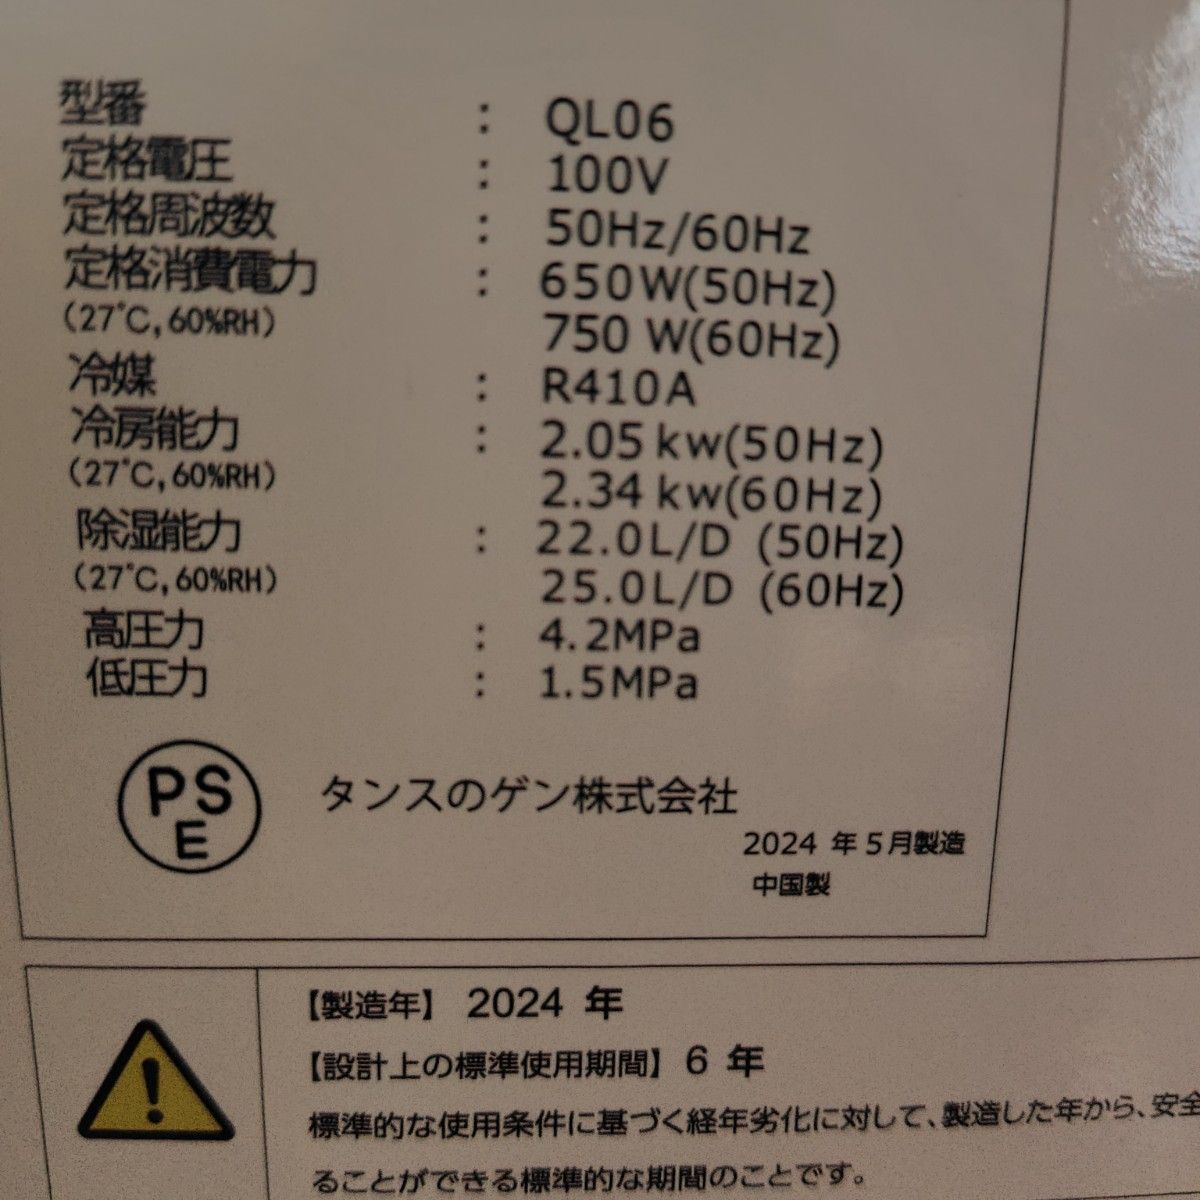 型番 : QL06
定格電圧 : 100V
定格周波数 : 50Hz/60Hz
定格消費電力 : 650W(50Hz)
(27℃,60%RH) 750 W(60Hz)
冷媒 : R410A
冷房能力 : 2.05kw(50Hz)
(27℃,60%RH) 2.34kw(60Hz)
除湿能力 : 22.0L/D (50Hz)
(27℃,60%RH) 25.0L/D (60Hz)
高圧力 : 4.2MPa
低圧力 : 1.5MPa
PS
E
タンスのゲン株式会社
2024 年5月製造
中国製
【製造年】 2024 年
【設計上の標準使用期間】 6 年
標準的な使用条件に基づく経年劣化に対して、製造した年から、安全
ることができる標準的な期間のことです。